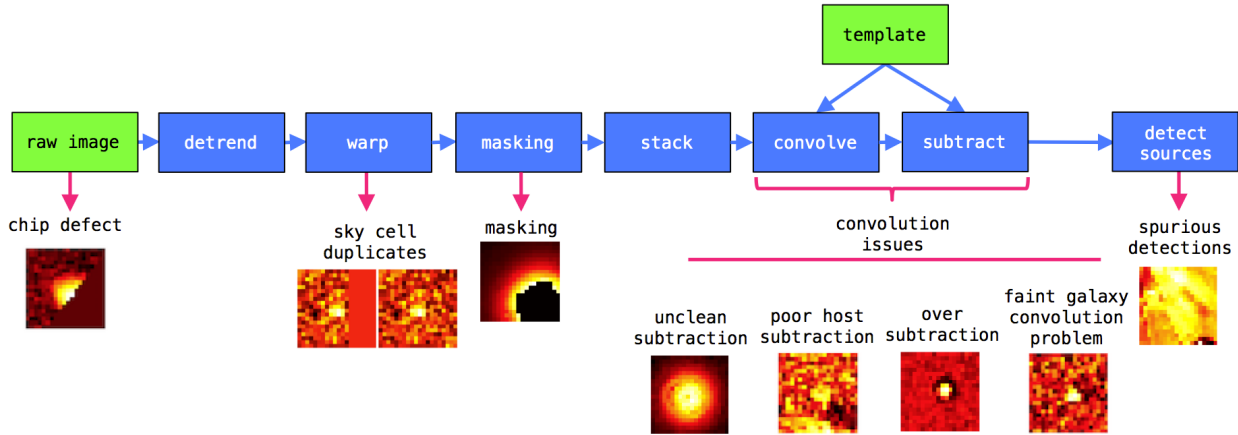 template
raw image
detrend
warp
masking
stack
convolve
subtract
detect
sources
chip defect
sky cell
duplicates
masking
convolution
issues
spurious
detections
unclean
subtraction
poor host
subtraction
over
subtraction
faint galaxy
convolution
problem